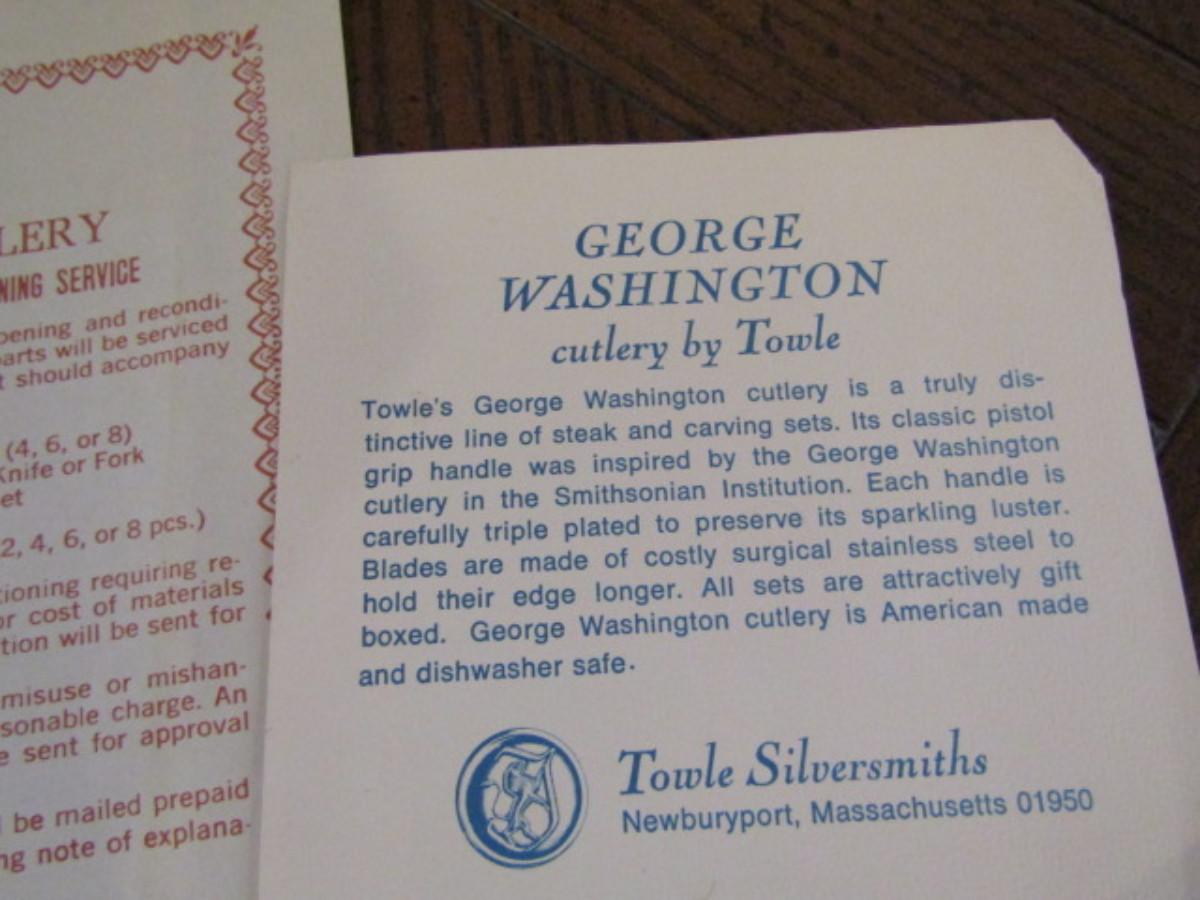 LERY
NING SERVICE
pening and recondi-
parts will be serviced
t should accompany
(4, 6, or 8)
Knife or Fork
et
2, 4, 6, or 8 pcs.)
tioning requiring re-
or cost of materials
tion will be sent for
misuse or mishan-
sonable charge. An
e sent for approval
be mailed prepaid
ng note of explana-
GEORGE
WASHINGTON
cutlery by Towle
Towle's George Washington cutlery is a truly dis-
tinctive line of steak and carving sets. Its classic pistol
grip handle was inspired by the George Washington
cutlery in the Smithsonian Institution. Each handle is
carefully triple plated to preserve its sparkling luster.
Blades are made of costly surgical stainless steel to
hold their edge longer. All sets are attractively gift
boxed. George Washington cutlery is American made
and dishwasher safe.
Towle Silversmiths
Newburyport, Massachusetts 01950